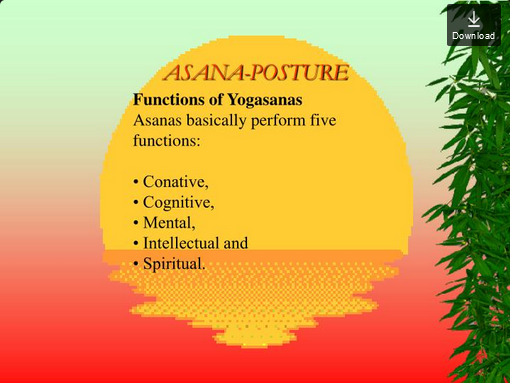 Download
ASANA-POSTURE
Functions of Yogasanas
Asanas basically perform five
functions:
• Conative,
• Cognitive,
• Mental,
• Intellectual and
• Spiritual.